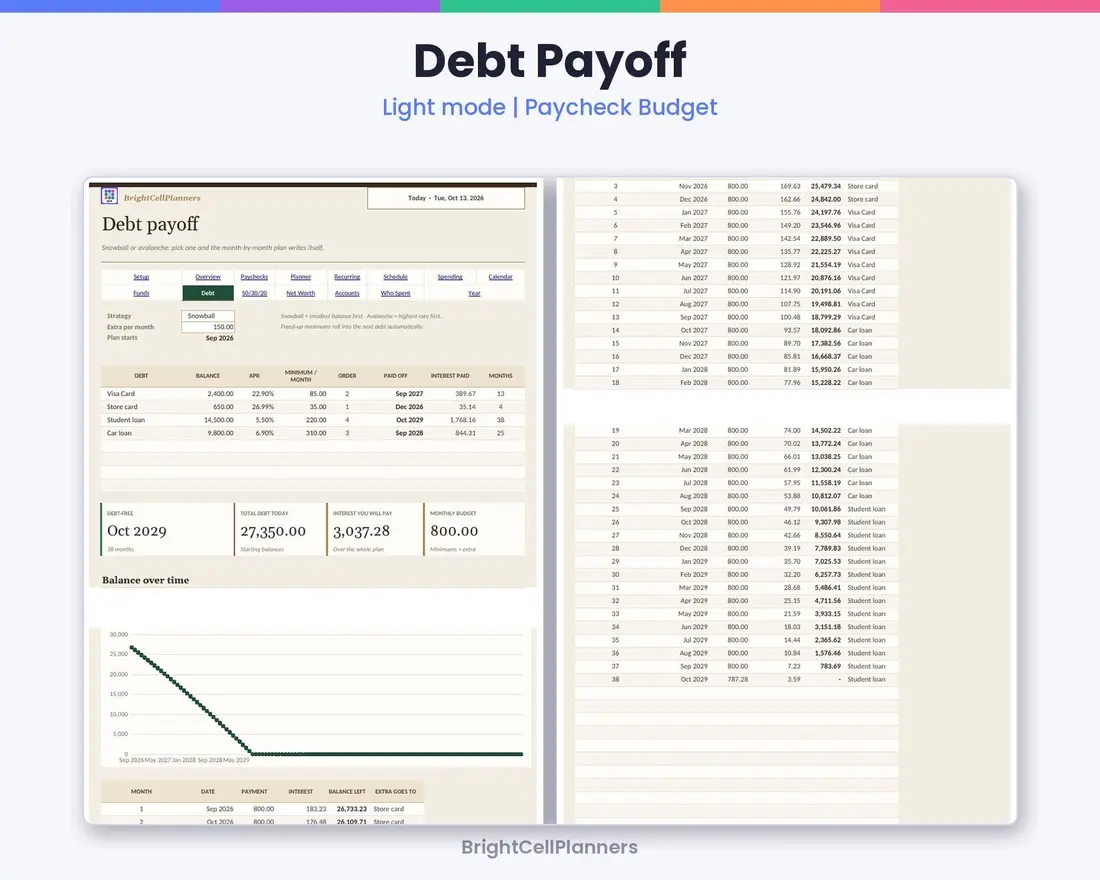 Debt Payoff
Light mode | Paycheck Budget
BrightCellPlanners
Today · Tue, Oct 13, 2026
Debt payoff
Snowball or avalanche; pick one and the month-by-month plan writes itself.
Setup Overview Paychecks Planner Recurring Schedule Spending Calendar
Funds Debt 50/30/20 Net Worth Accounts Who Spent Year
Strategy Snowball Snowball = smallest balance first. Avalanche = highest rate first.
Extra per month 150.00 Freed-up minimums roll into the next debt automatically.
Plan starts Sep 2026
DEBT BALANCE APR MINIMUM / MONTH ORDER PAID OFF INTEREST PAID MONTHS
Visa Card 2,400.00 22.90% 85.00 2 Sep 2027 389.67 13
Store card 650.00 26.99% 35.00 1 Dec 2026 35.14 4
Student loan 14,500.00 5.50% 220.00 4 Oct 2029 1,768.16 38
Car loan 9,800.00 6.90% 310.00 3 Sep 2028 844.31 25
DEBT-FREE TOTAL DEBT TODAY INTEREST YOU WILL PAY MONTHLY BUDGET
Oct 2029 27,350.00 3,037.28 800.00
38 months Starting balances Over the whole plan Minimums + extra
Balance over time
30,000
25,000
20,000
15,000
10,000
5,000
0
Sep 2026 May 2027 Jan 2028 Sep 2028 May 2029
MONTH DATE PAYMENT INTEREST BALANCE LEFT EXTRA GOES TO
1 Sep 2026 800.00 183.23 26,733.23 Store card
2 Oct 2026 800.00 176.48 26,109.71 Store card
3 Nov 2026 800.00 169.63 25,479.34 Store card
4 Dec 2026 800.00 162.66 24,842.00 Store card
5 Jan 2027 800.00 155.76 24,197.76 Visa Card
6 Feb 2027 800.00 149.20 23,546.96 Visa Card
7 Mar 2027 800.00 142.54 22,889.50 Visa Card
8 Apr 2027 800.00 135.77 22,225.27 Visa Card
9 May 2027 800.00 128.92 21,554.19 Visa Card
10 Jun 2027 800.00 121.97 20,876.16 Visa Card
11 Jul 2027 800.00 114.90 20,191.06 Visa Card
12 Aug 2027 800.00 107.75 19,498.81 Visa Card
13 Sep 2027 800.00 100.48 18,799.29 Visa Card
14 Oct 2027 800.00 93.57 18,092.86 Car loan
15 Nov 2027 800.00 89.70 17,382.56 Car loan
16 Dec 2027 800.00 85.81 16,668.37 Car loan
17 Jan 2028 800.00 81.89 15,950.26 Car loan
18 Feb 2028 800.00 77.96 15,228.22 Car loan
19 Mar 2028 800.00 74.00 14,502.22 Car loan
20 Apr 2028 800.00 70.02 13,772.24 Car loan
21 May 2028 800.00 66.01 13,038.25 Car loan
22 Jun 2028 800.00 61.99 12,300.24 Car loan
23 Jul 2028 800.00 57.95 11,558.19 Car loan
24 Aug 2028 800.00 53.88 10,812.07 Car loan
25 Sep 2028 800.00 49.79 10,061.86 Student loan
26 Oct 2028 800.00 46.12 9,307.98 Student loan
27 Nov 2028 800.00 42.66 8,550.64 Student loan
28 Dec 2028 800.00 39.19 7,789.83 Student loan
29 Jan 2029 800.00 35.70 7,025.53 Student loan
30 Feb 2029 800.00 32.20 6,257.73 Student loan
31 Mar 2029 800.00 28.68 5,486.41 Student loan
32 Apr 2029 800.00 25.15 4,711.56 Student loan
33 May 2029 800.00 21.59 3,933.15 Student loan
34 Jun 2029 800.00 18.03 3,151.18 Student loan
35 Jul 2029 800.00 14.44 2,365.62 Student loan
36 Aug 2029 800.00 10.84 1,576.46 Student loan
37 Sep 2029 800.00 7.23 783.69 Student loan
38 Oct 2029 787.28 3.59 - Student loan
BrightCellPlanners